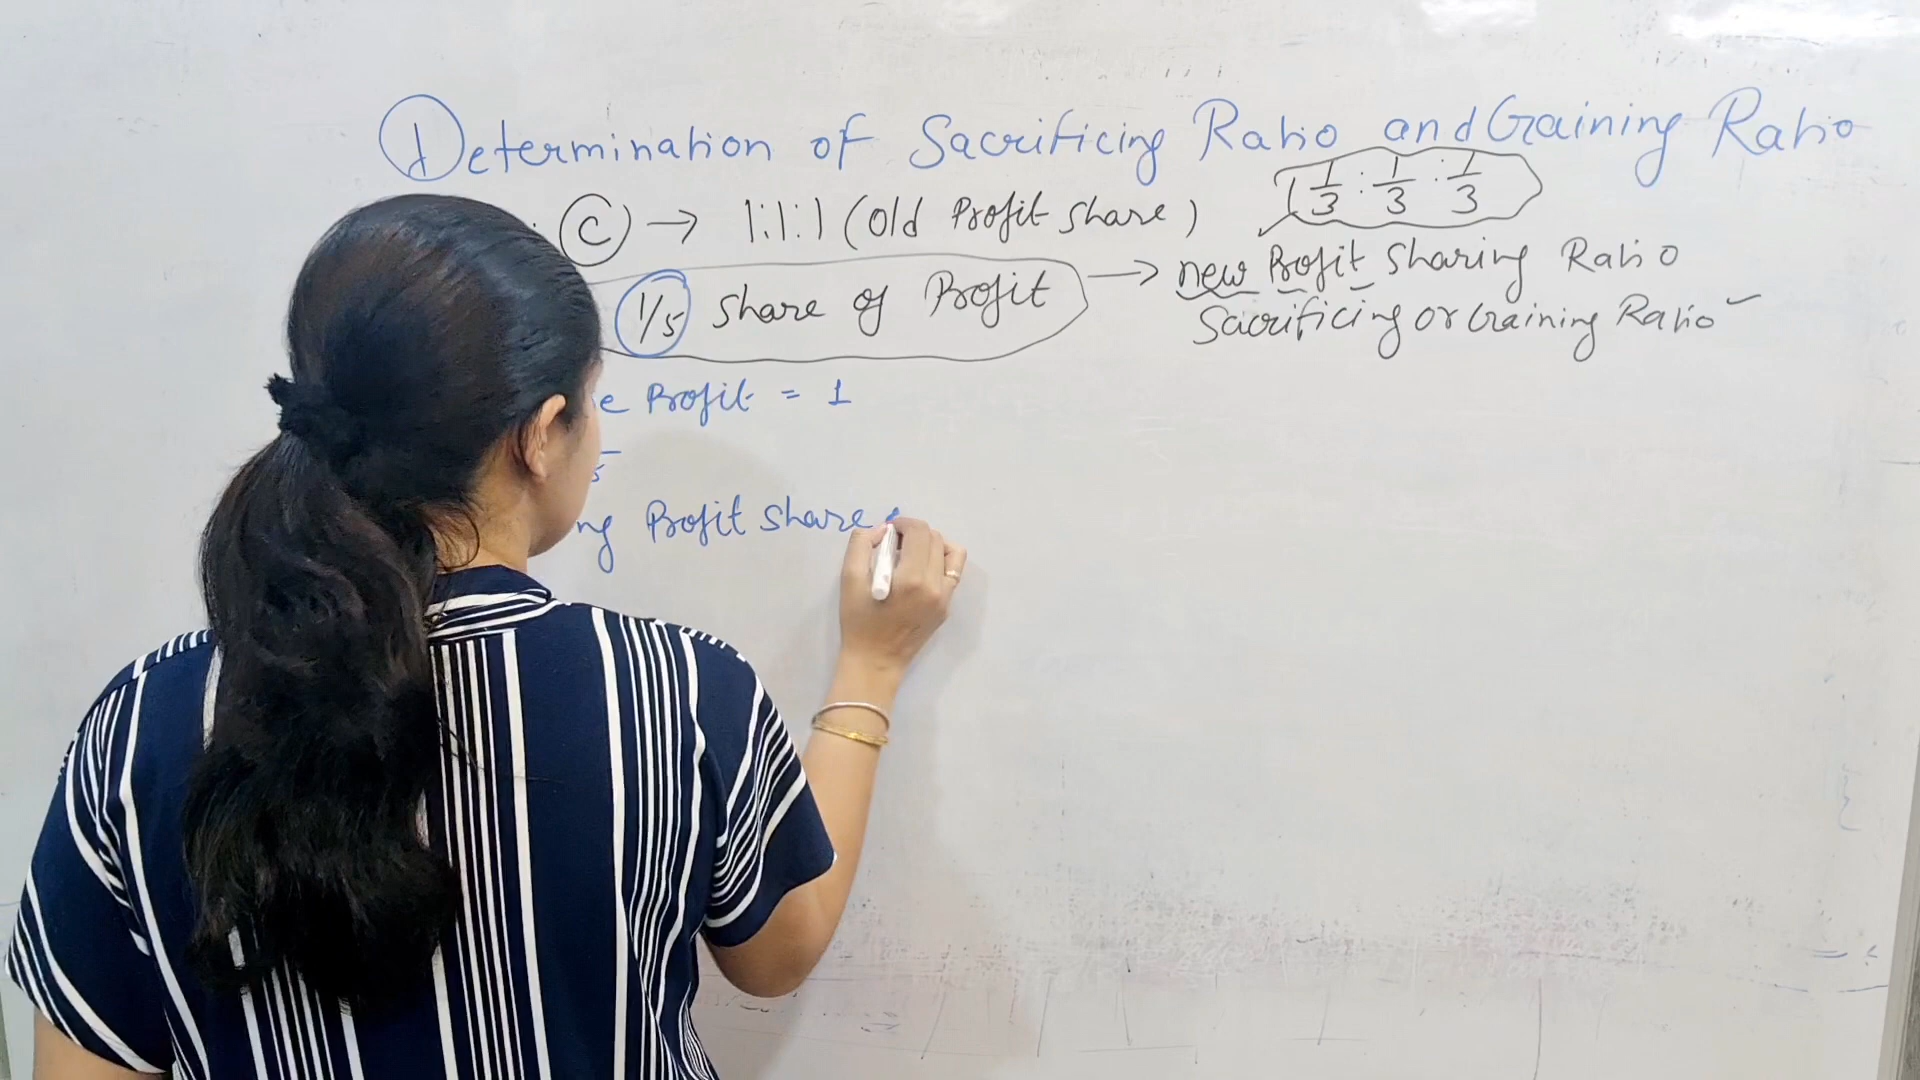 Determination of Sacrificing Ratio and Gaining Ratio
C → 1:1:1 (Old Profit Share) 1/3 : 1/3 : 1/3
1/5 Share of Profit → new Profit Sharing Ratio
Sacrificing or Gaining Ratio
e Profit = 1
5
ng Profit Share